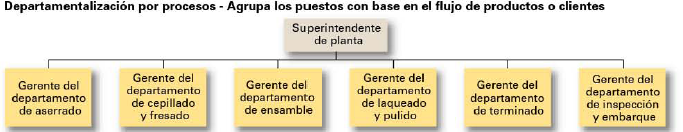 Departamentalización por procesos - Agrupa los puestos con base en el flujo de productos o clientes
Superintendente
de planta
Gerente del
departamento
de aserrado
Gerente del
departamento
de cepillado
y fresado
Gerente del
departamento
de ensamble
Gerente del
departamento
de laqueado
y pulido
Gerente del
departamento
de terminado
Gerente del
departamento
de inspección
y embarque